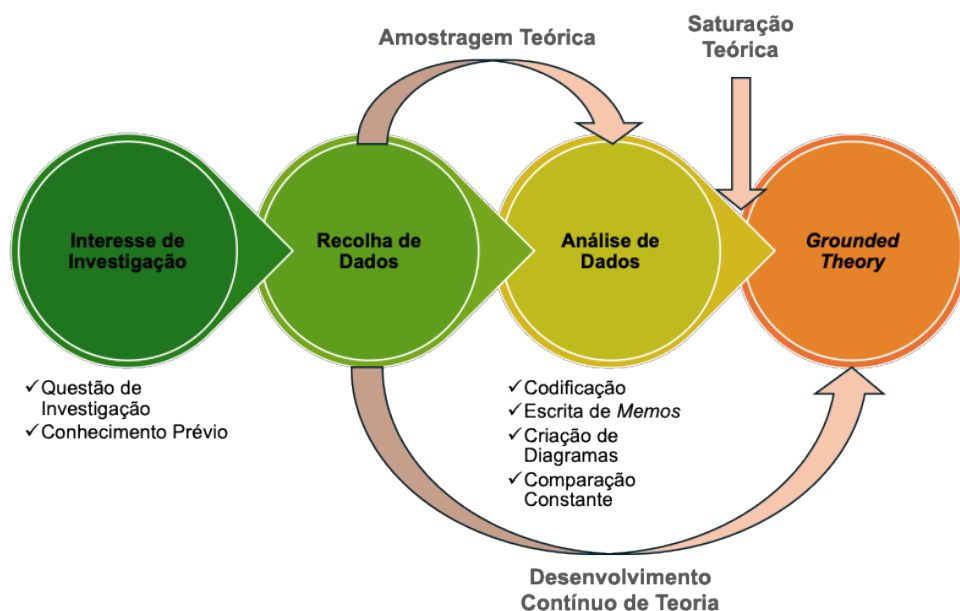 Amostragem Teórica
Saturação
Teórica
Interesse de
Investigação
Recolha de
Dados
Análise de
Dados
Grounded
Theory
✓Questão de
Investigação
✓Conhecimento Prévio
✓Codificação
✓Escrita de Memos
✓Criação de
Diagramas
✓Comparação
Constante
Desenvolvimento
Contínuo de Teoria